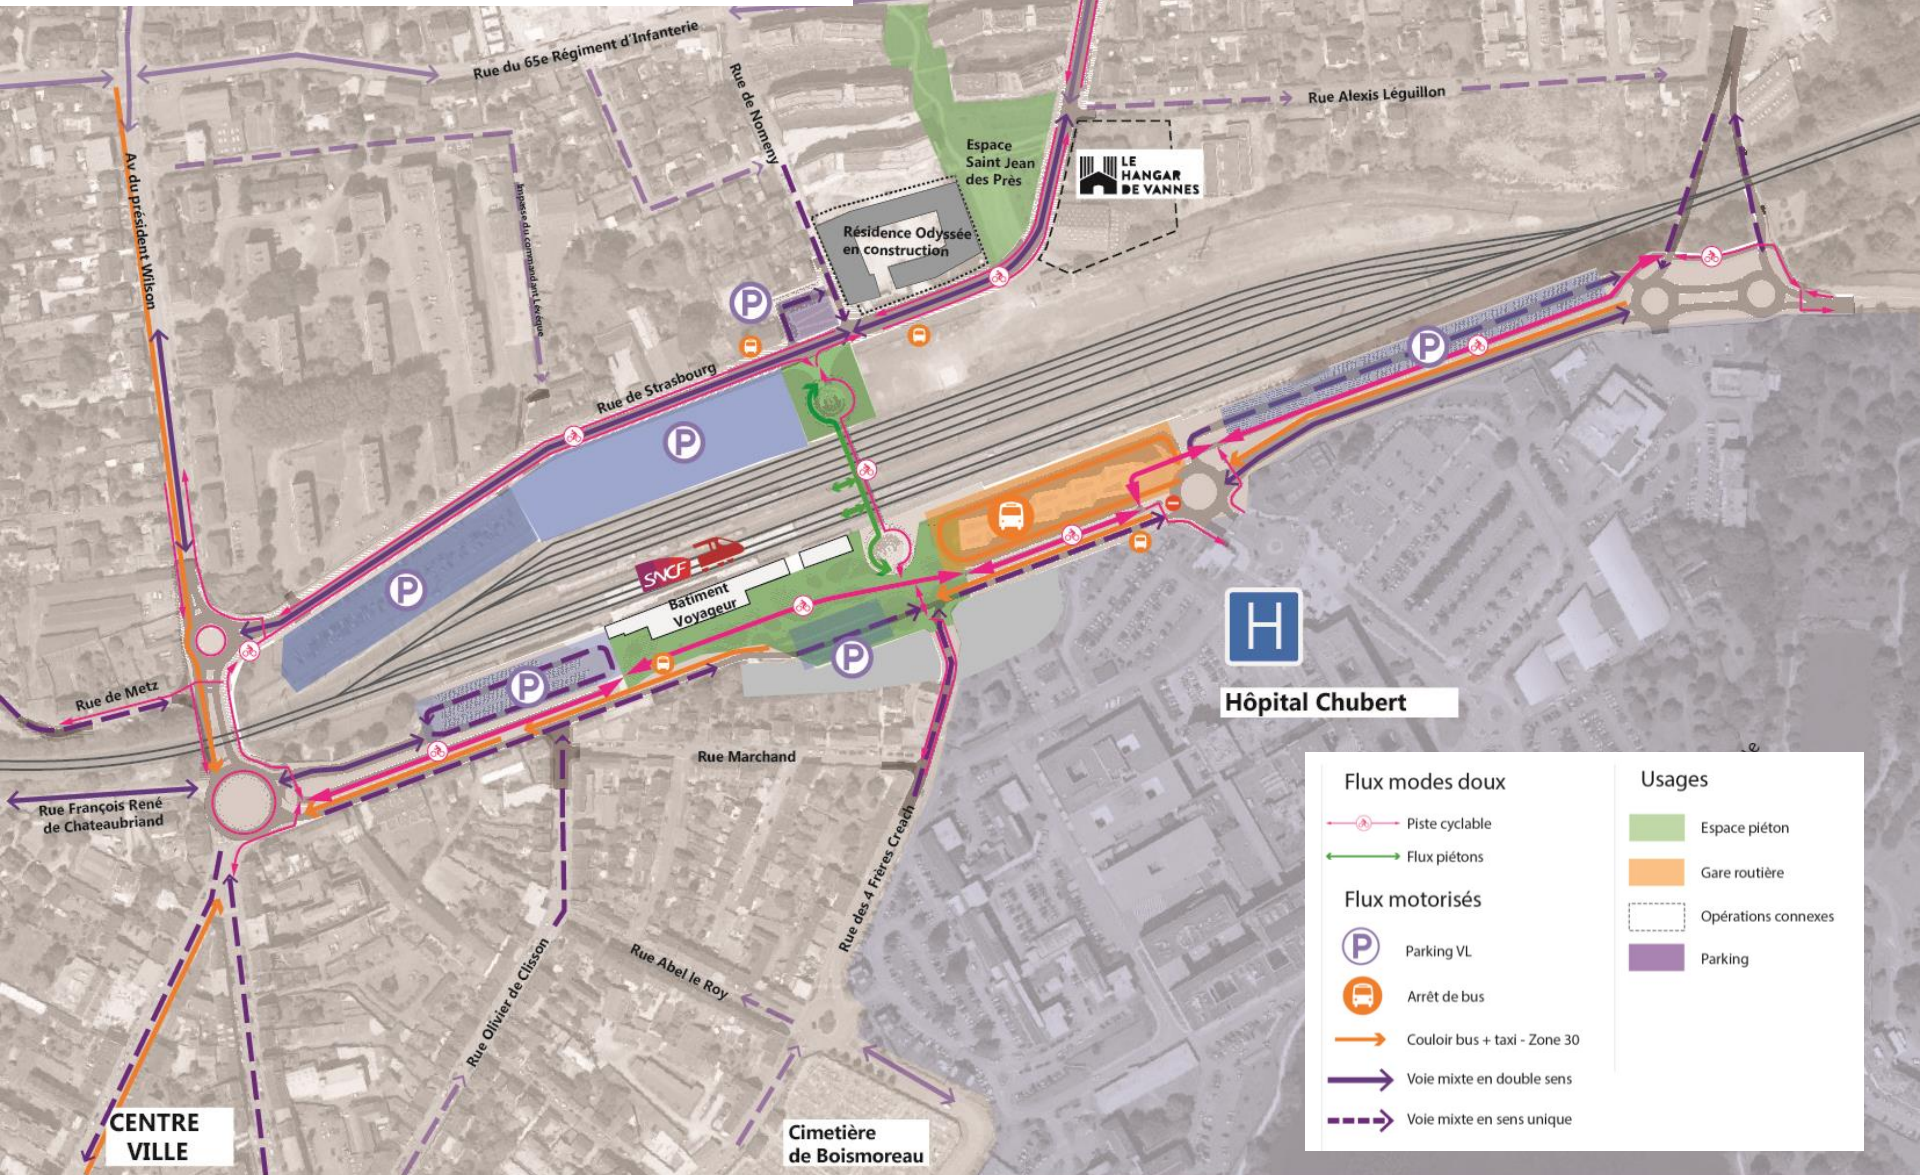 Rue du 65e Régiment d'Infanterie
Rue de Nomeny
Rue Alexis Léguillon
Av du président Wilson
Impasse du commandant Lévêque
Espace
Saint Jean
des Près
LE
HANGAR
DE VANNES
Résidence Odyssée
en construction
P
Rue de Strasbourg
P
P
P
SNCF
Batiment
Voyageur
P
P
H
Hôpital Chubert
Rue de Metz
Rue Marchand
Rue François René
de Chateaubriand
Rue des 4 Frères Creach
Rue Olivier de Clisson
Rue Abel le Roy
CENTRE
VILLE
Cimetière
de Boismoreau
Flux modes doux
Piste cyclable
Flux piétons
Flux motorisés
P
Parking VL
Arrêt de bus
Couloir bus + taxi - Zone 30
Voie mixte en double sens
Voie mixte en sens unique
Usages
Espace piéton
Gare routière
Opérations connexes
Parking